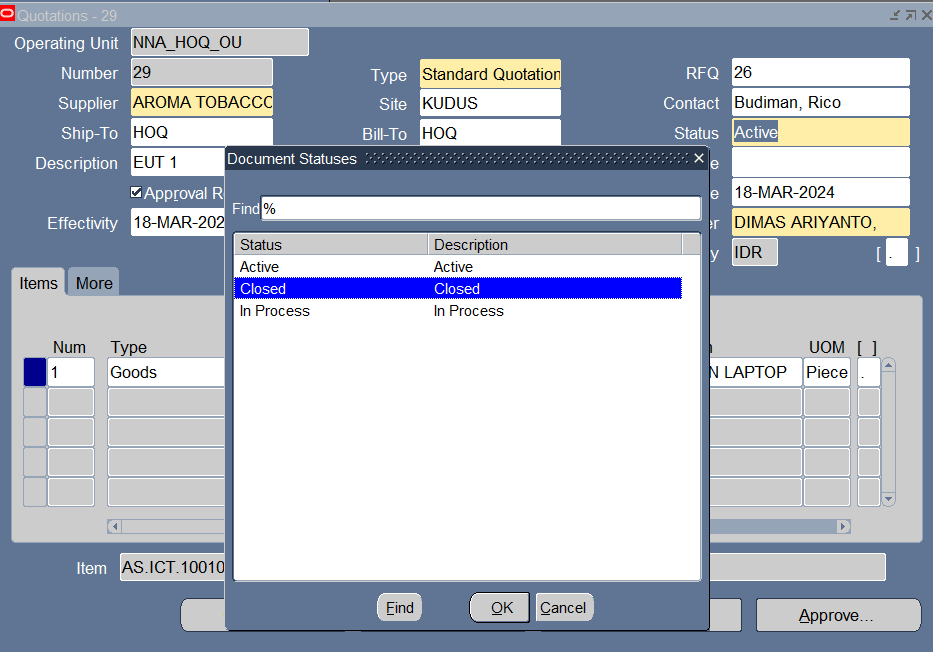 Quotations - 29
Operating Unit NNA_HOQ_OU
Number 29 Type Standard Quotation RFQ 26
Supplier AROMA TOBACCO Site KUDUS Contact Budiman, Rico
Ship-To HOQ Bill-To HOQ Status Active
Description EUT 1
Document Statuses
Approval R 18-MAR-2024
Find %
Effectivity 18-MAR-202 DIMAS ARIYANTO,
Status Description
IDR [ . ]
Active Active
Items More
Closed Closed
In Process In Process
Num Type UOM [ ]
1 Goods N LAPTOP Piece .
Item AS.ICT.10010
Find OK Cancel
Approve...